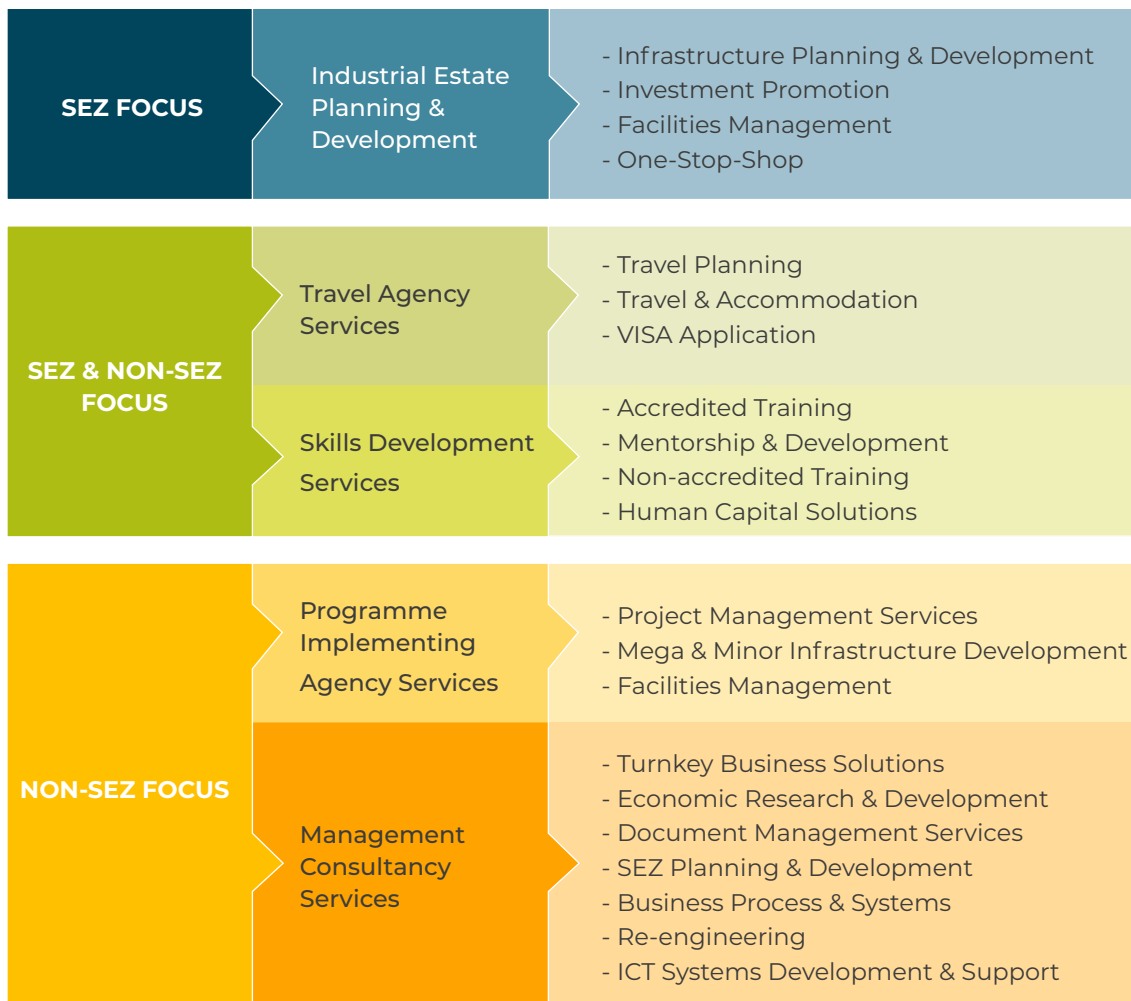 SEZ FOCUS
Industrial Estate
Planning &
Development
- Infrastructure Planning & Development
- Investment Promotion
- Facilities Management
- One-Stop-Shop
SEZ & NON-SEZ
FOCUS
Travel Agency
Services
- Travel Planning
- Travel & Accommodation
- VISA Application
Skills Development
Services
- Accredited Training
- Mentorship & Development
- Non-accredited Training
- Human Capital Solutions
NON-SEZ FOCUS
Programme
Implementing
Agency Services
- Project Management Services
- Mega & Minor Infrastructure Development
- Facilities Management
Management
Consultancy
Services
- Turnkey Business Solutions
- Economic Research & Development
- Document Management Services
- SEZ Planning & Development
- Business Process & Systems
- Re-engineering
- ICT Systems Development & Support